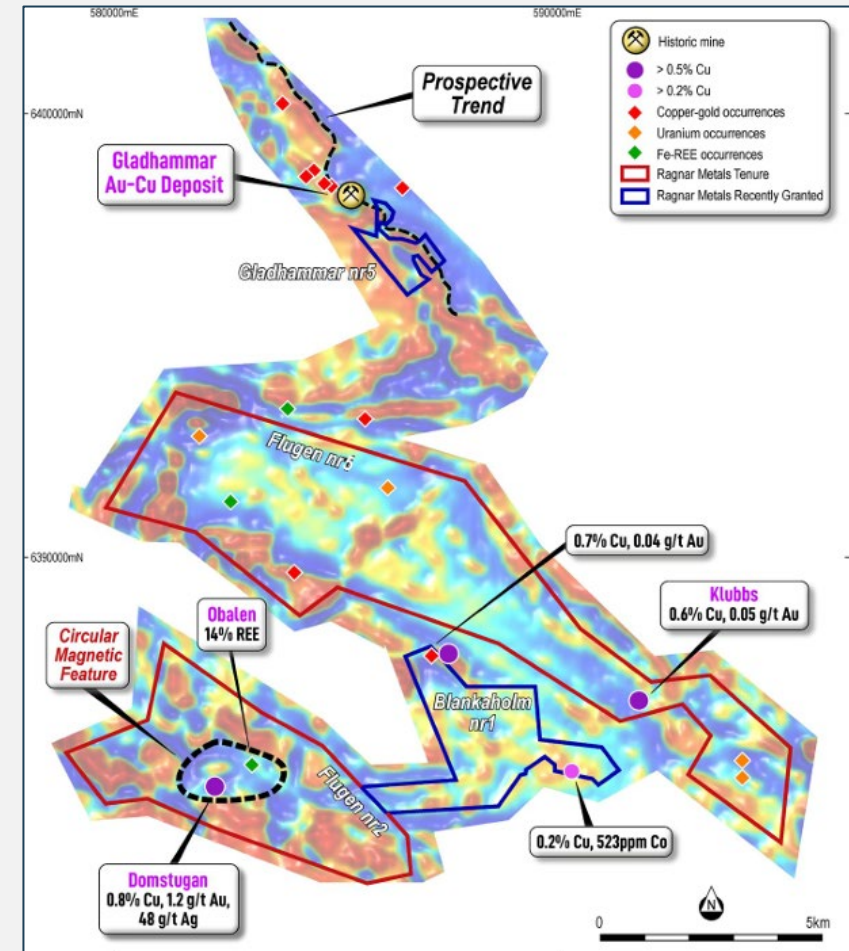 580000mE
590000mE
Historic mine
> 0.5% Cu
> 0.2% Cu
Copper-gold occurrences
Uranium occurrences
Fe-REE occurrences
Ragnar Metals Tenure
Ragnar Metals Recently Granted
Prospective
Trend
6400000mN
Gladhammar
Au-Cu Deposit
Gladhammar nr5
Flugen nr6
6390000mN
0.7% Cu, 0.04 g/t Au
Klubbs
0.6% Cu, 0.05 g/t Au
Obalen
14% REE
Circular
Magnetic
Feature
Blankaholm
nr1
Flugen nr2
0.2% Cu, 523ppm Co
Domstugan
0.8% Cu, 1.2 g/t Au,
48 g/t Ag
N
0
5km